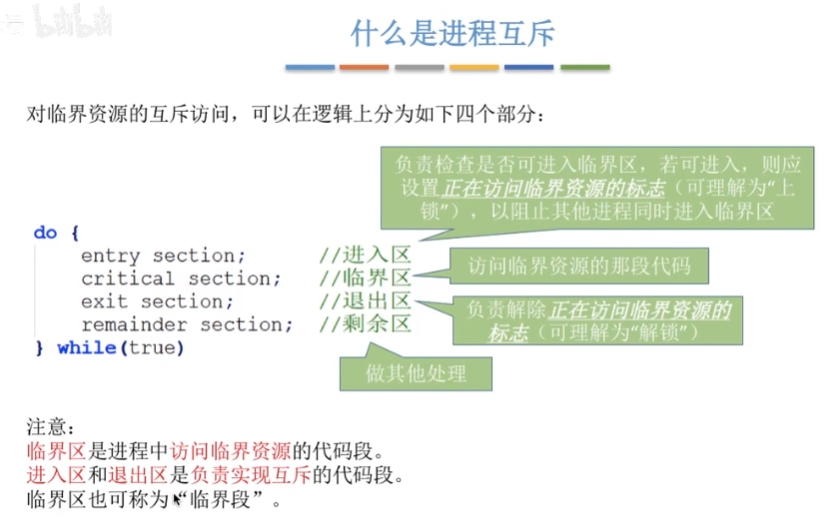 bilibili
什么是进程互斥
对临界资源的互斥访问，可以在逻辑上分为如下四个部分：
负责检查是否可进入临界区，若可进入，则应
设置正在访问临界资源的标志（可理解为“上
锁”），以阻止其他进程同时进入临界区
do {
entry section; //进入区
critical section; //临界区
访问临界资源的那段代码
exit section; //退出区
负责解除正在访问临界资源的
标志（可理解为“解锁”）
remainder section; //剩余区
} while(true)
做其他处理
注意：
临界区是进程中访问临界资源的代码段。
进入区和退出区是负责实现互斥的代码段。
临界区也可称为“临界段”。